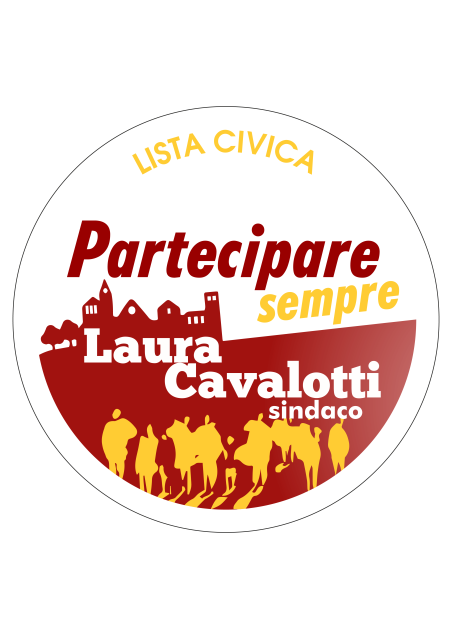 LISTA CIVICA
Partecipare
sempre
Laura
Cavalotti
sindaco